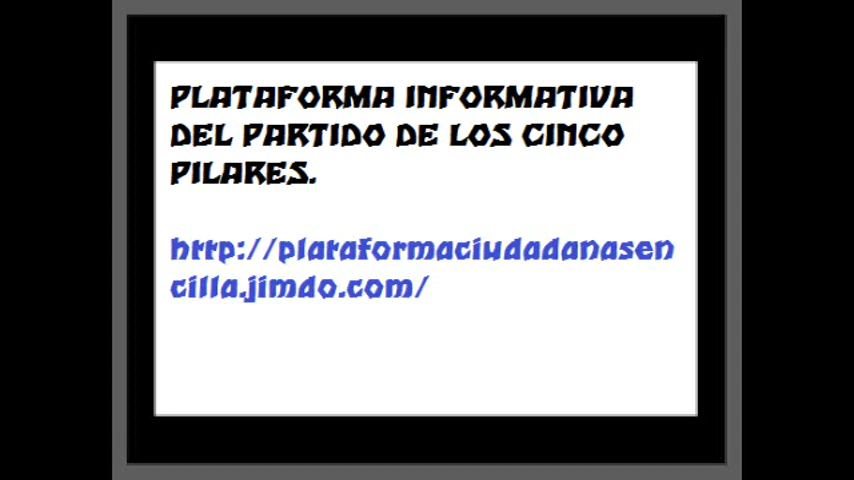 PLATAFORMA INFORMATIVA
DEL PARTIDO DE LOS CINCO
PILARES.
http://plataformaciudadanasen
cilla.jimdo.com/